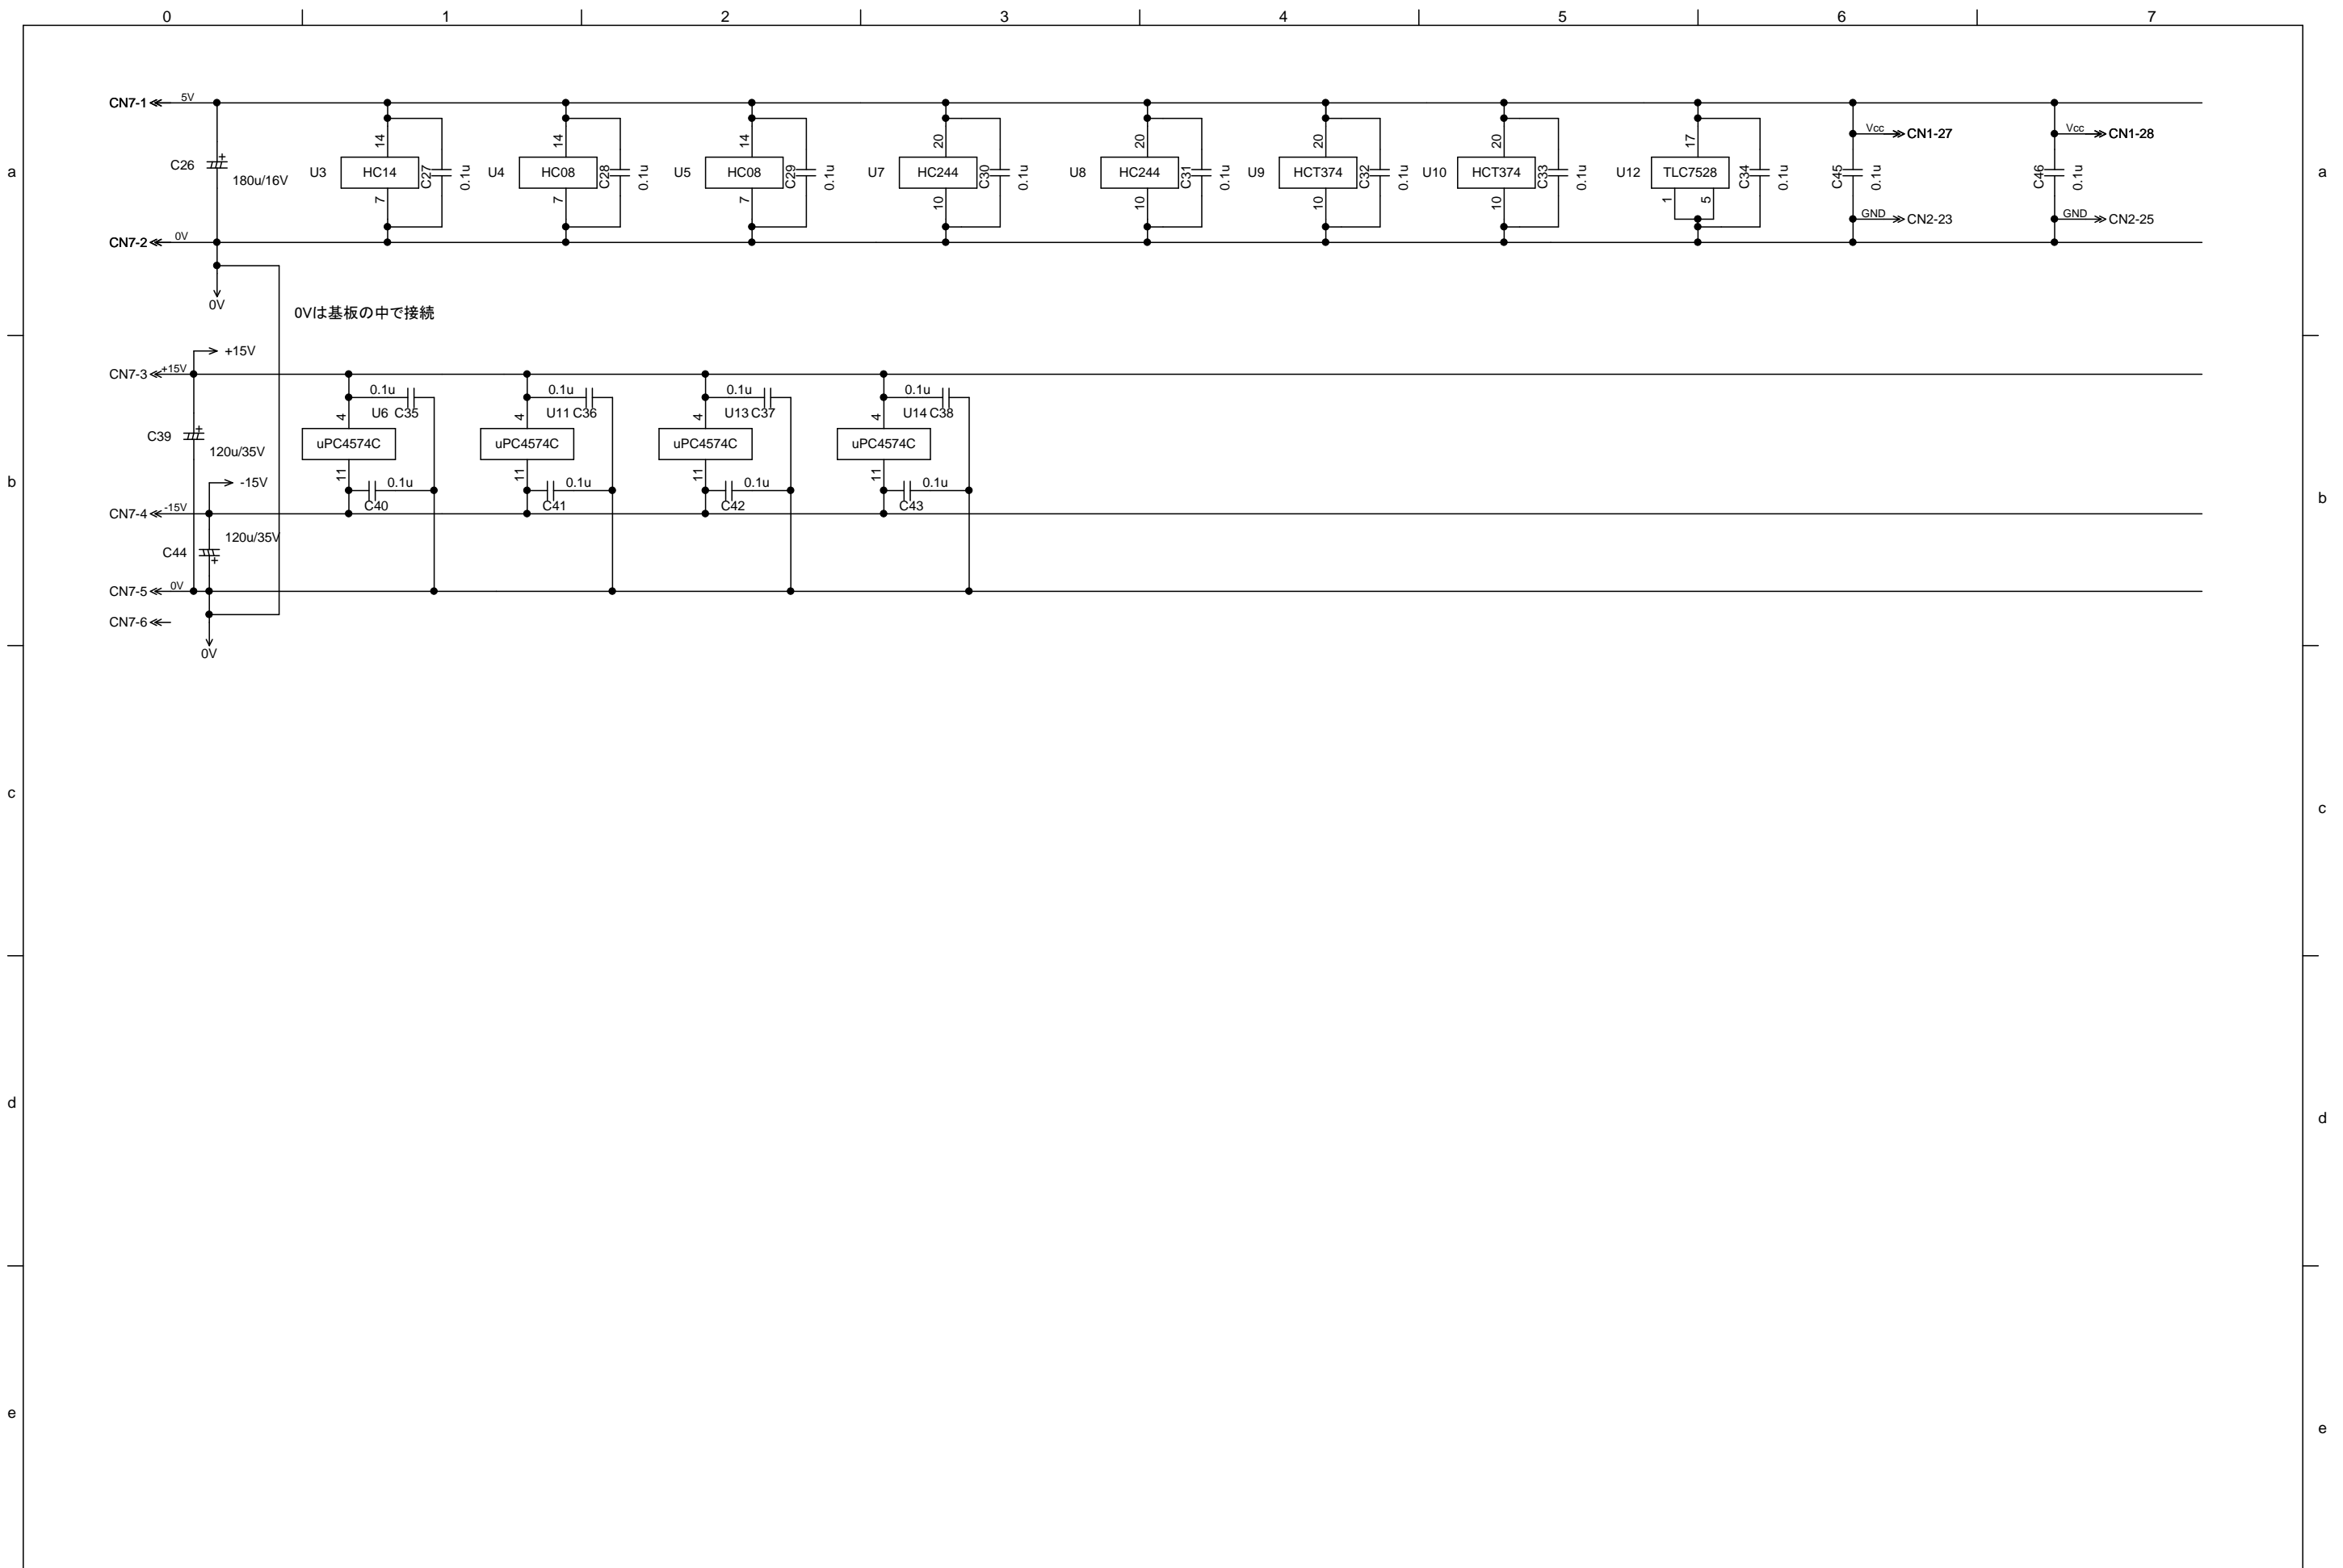 0 1 2 3 4 5 6 7
CN7-1 5V
14 14 14 20 20 20 20 17
Vcc CN1-27 Vcc CN1-28
C26 180u/16V
U3 HC14 C27 0.1u
U4 HC08 C28 0.1u
U5 HC08 C29 0.1u
U7 HC244 C30 0.1u
U8 HC244 C31 0.1u
U9 HCT374 C32 0.1u
U10 HCT374 C33 0.1u
U12 TLC7528 C34 0.1u
C45 0.1u
C46 0.1u
a a
7 7 7 10 10 10 10 1 5
GND CN2-23 GND CN2-25
CN7-2 0V
0V
0Vは基板の中で接続
+15V
CN7-3 +15V
0.1u 0.1u 0.1u 0.1u
4 U6 C35 4 U11 C36 4 U13 C37 4 U14 C38
C39 120u/35V
uPC4574C uPC4574C uPC4574C uPC4574C
-15V
11 0.1u 11 0.1u 11 0.1u 11 0.1u
b b
C40 C41 C42 C43
CN7-4 -15V
120u/35V
C44
CN7-5 0V
CN7-6
0V
c c
d d
e e